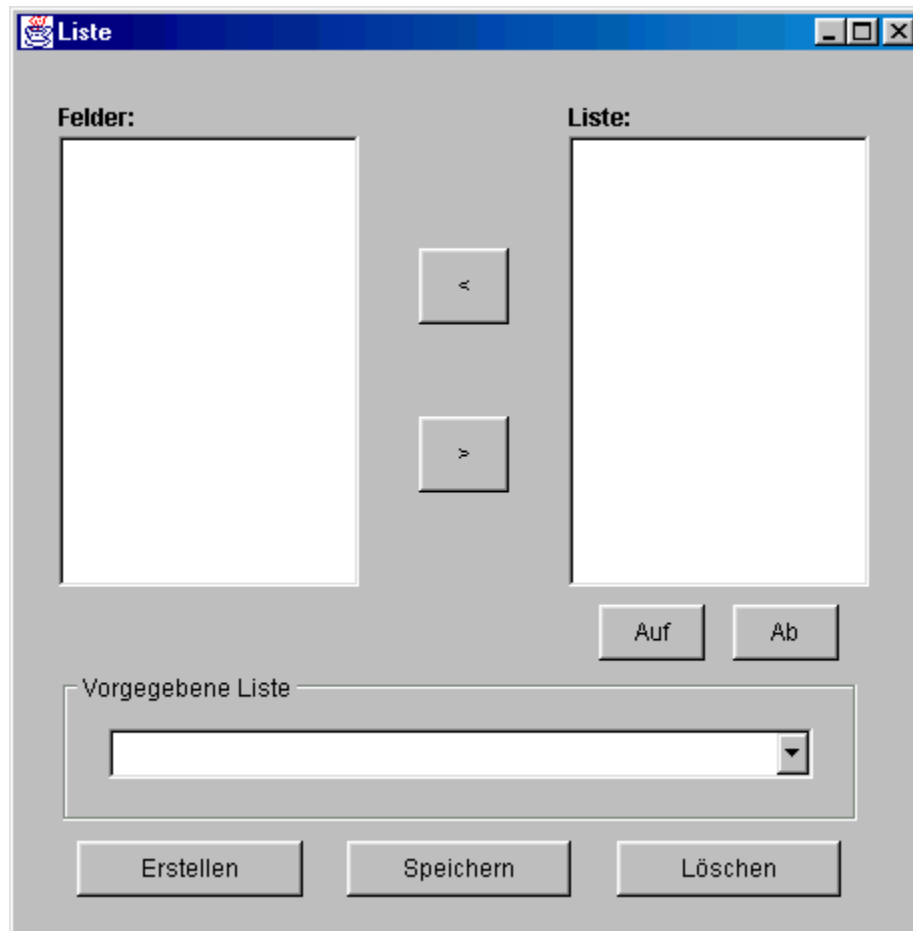 Liste
Felder:
Liste:
<
>
Auf
Ab
Vorgegebene Liste
Erstellen
Speichern
Löschen